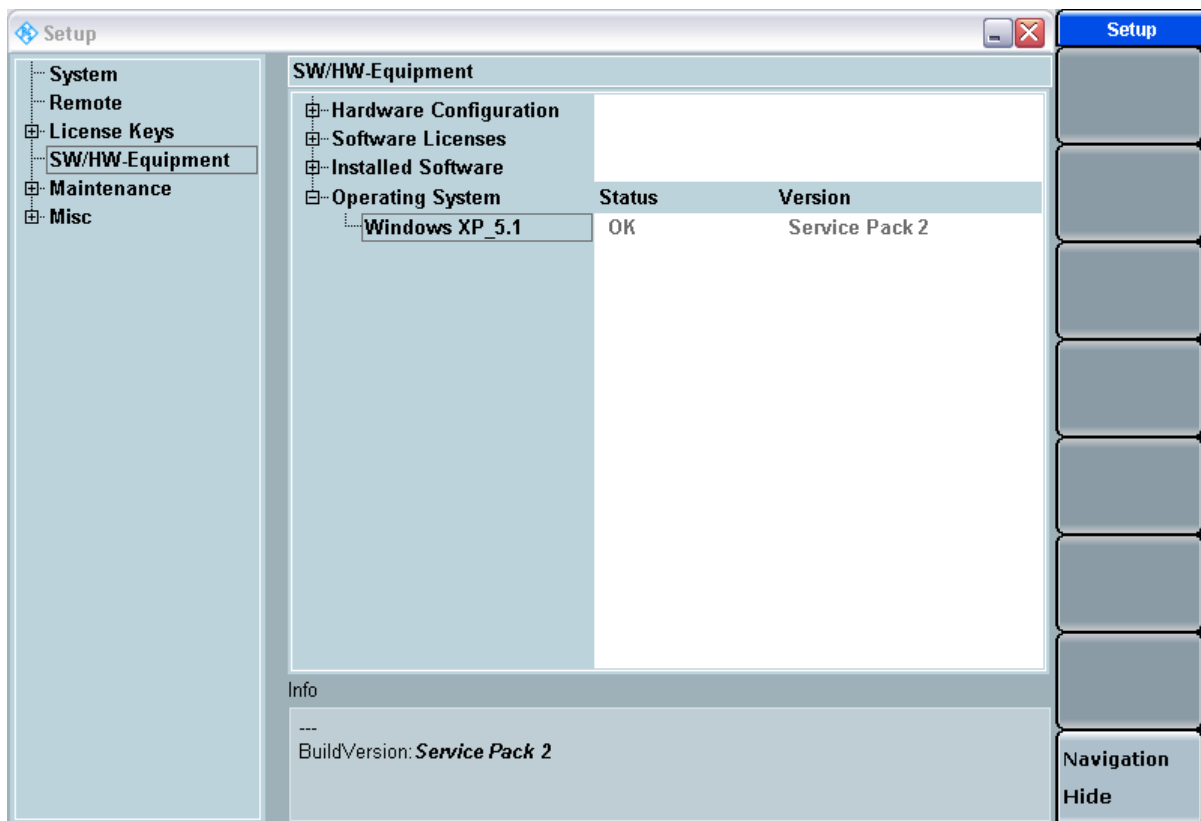 Setup
Setup
System
Remote
License Keys
SW/HW-Equipment
Maintenance
Misc
SW/HW-Equipment
Hardware Configuration
Software Licenses
Installed Software
Operating System Status Version
Windows XP_5.1 OK Service Pack 2
Info
---
BuildVersion: Service Pack 2
Navigation
Hide